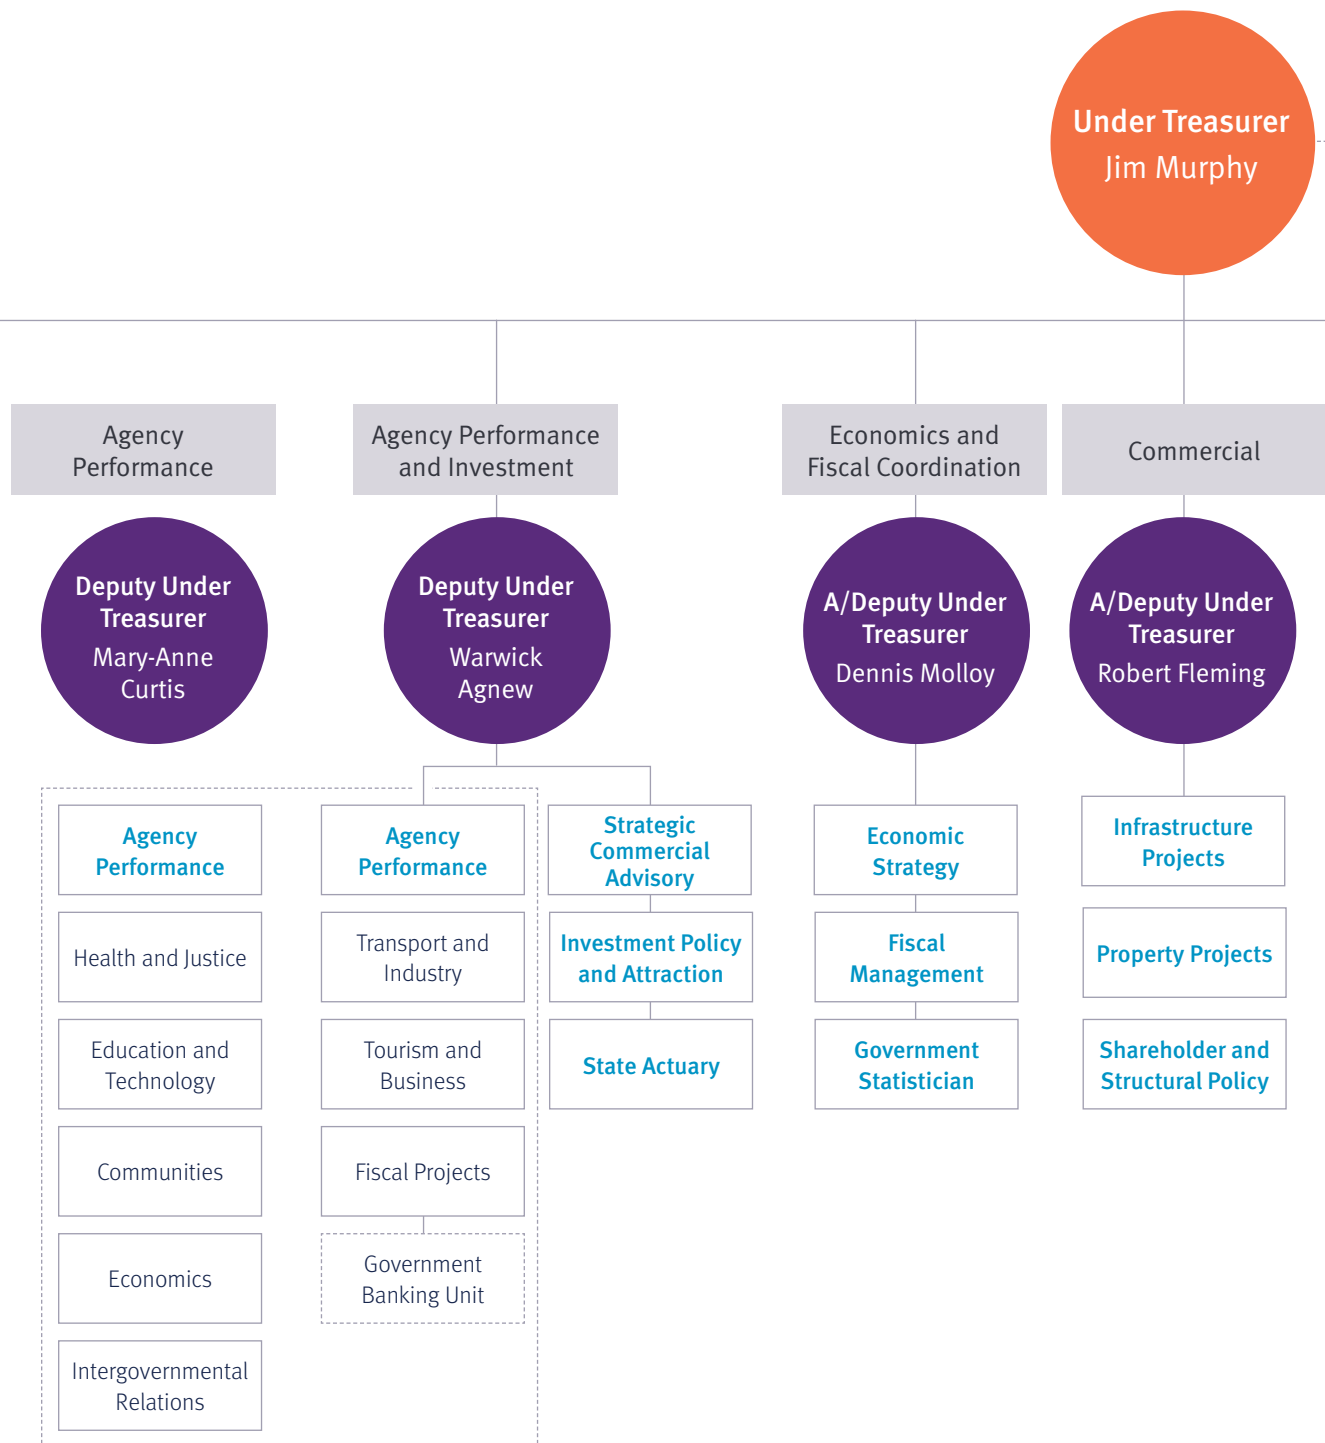 Under Treasurer
Jim Murphy
Agency
Performance
Deputy Under
Treasurer
Mary-Anne
Curtis
Agency Performance
and Investment
Deputy Under
Treasurer
Warwick
Agnew
Economics and
Fiscal Coordination
A/Deputy Under
Treasurer
Dennis Molloy
Commercial
A/Deputy Under
Treasurer
Robert Fleming
Agency
Performance
Health and Justice
Education and
Technology
Communities
Economics
Intergovernmental
Relations
Agency
Performance
Transport and
Industry
Tourism and
Business
Fiscal Projects
Government
Banking Unit
Strategic
Commercial
Advisory
Investment Policy
and Attraction
State Actuary
Economic
Strategy
Fiscal
Management
Government
Statistician
Infrastructure
Projects
Property Projects
Shareholder and
Structural Policy